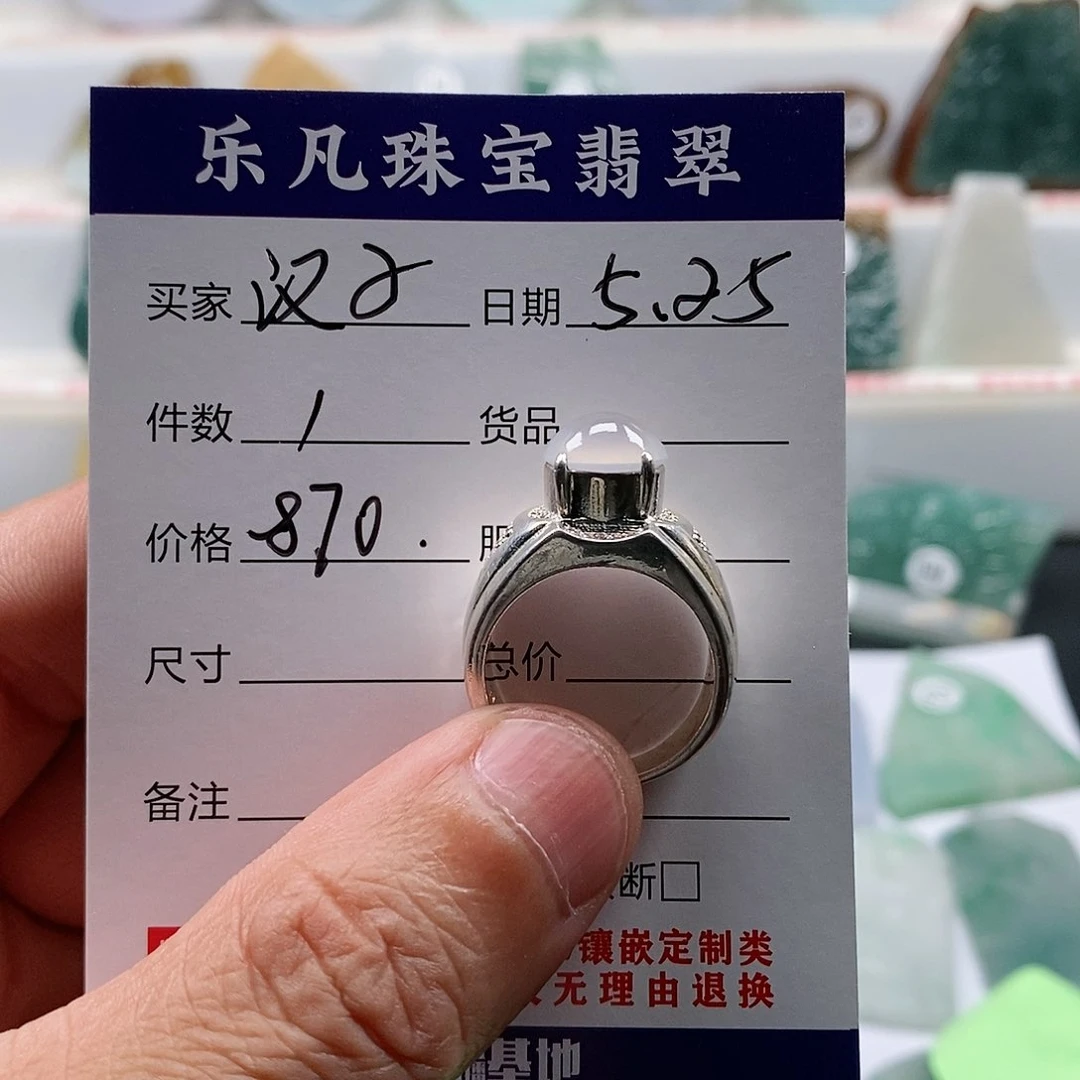 乐凡珠宝翡翠
买家 汉子 日期 5.25
件数 1 货品
价格 870.
尺寸 总价
备注
断□
镶嵌定制类
无理由退换
基地